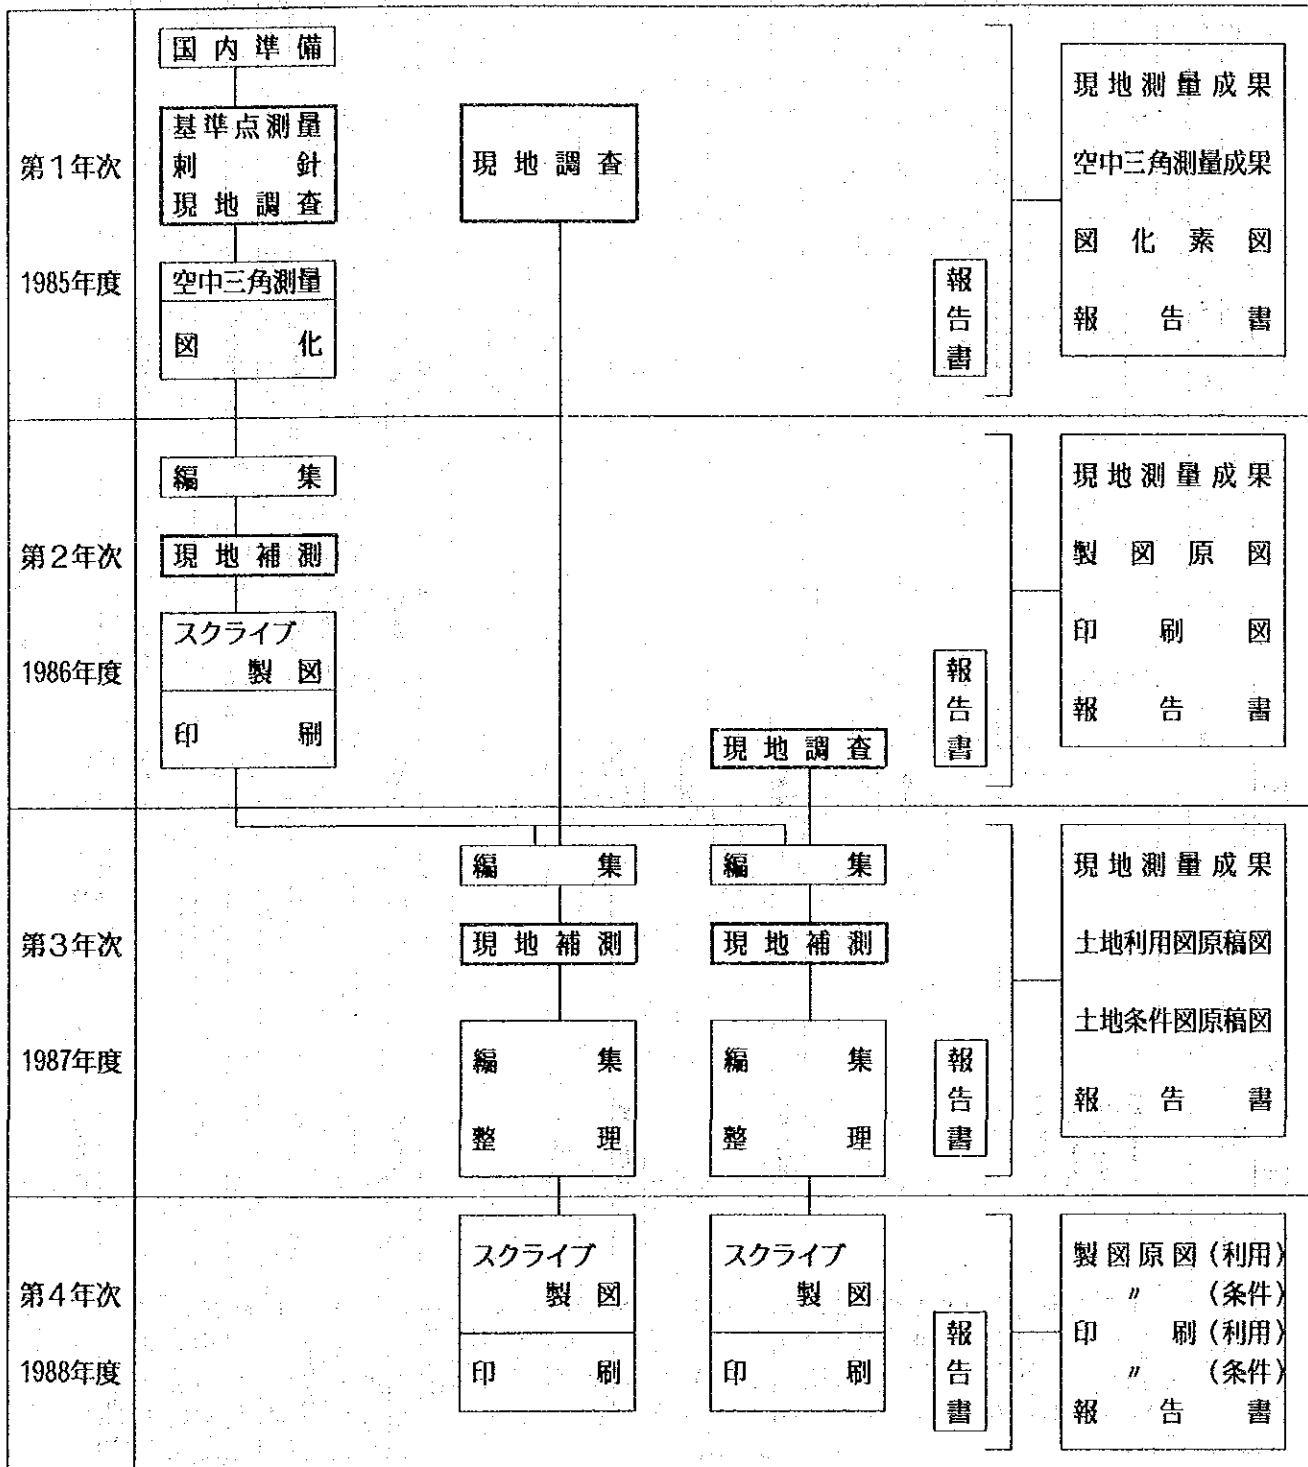 第1年次
1985年度
国内準備
基準点測量
刺針
現地調査
空中三角測量
図化
現地調査
報告書
現地測量成果
空中三角測量成果
図化素図
報告書
第2年次
1986年度
編集
現地補測
スクライブ
製図
印刷
現地調査
報告書
現地測量成果
製図原図
印刷図
報告書
第3年次
1987年度
編集
現地補測
編集
整理
編集
現地補測
編集
整理
報告書
現地測量成果
土地利用図原稿図
土地条件図原稿図
報告書
第4年次
1988年度
スクライブ
製図
印刷
スクライブ
製図
印刷
報告書
製図原図(利用)
〃 (条件)
印刷(利用)
〃 (条件)
報告書